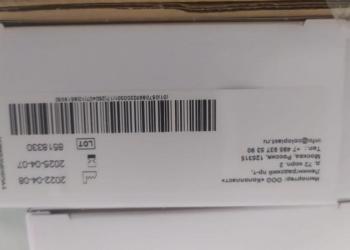 2022-04-08
2025-04-07
LOT 8518330
Импортер: ООО «Колопласт»
Ленинградский пр-т,
д. 72 корп. 2
Москва, Россия, 125315
Тел.: +7 495 937 53 90
info@coloplast.ru